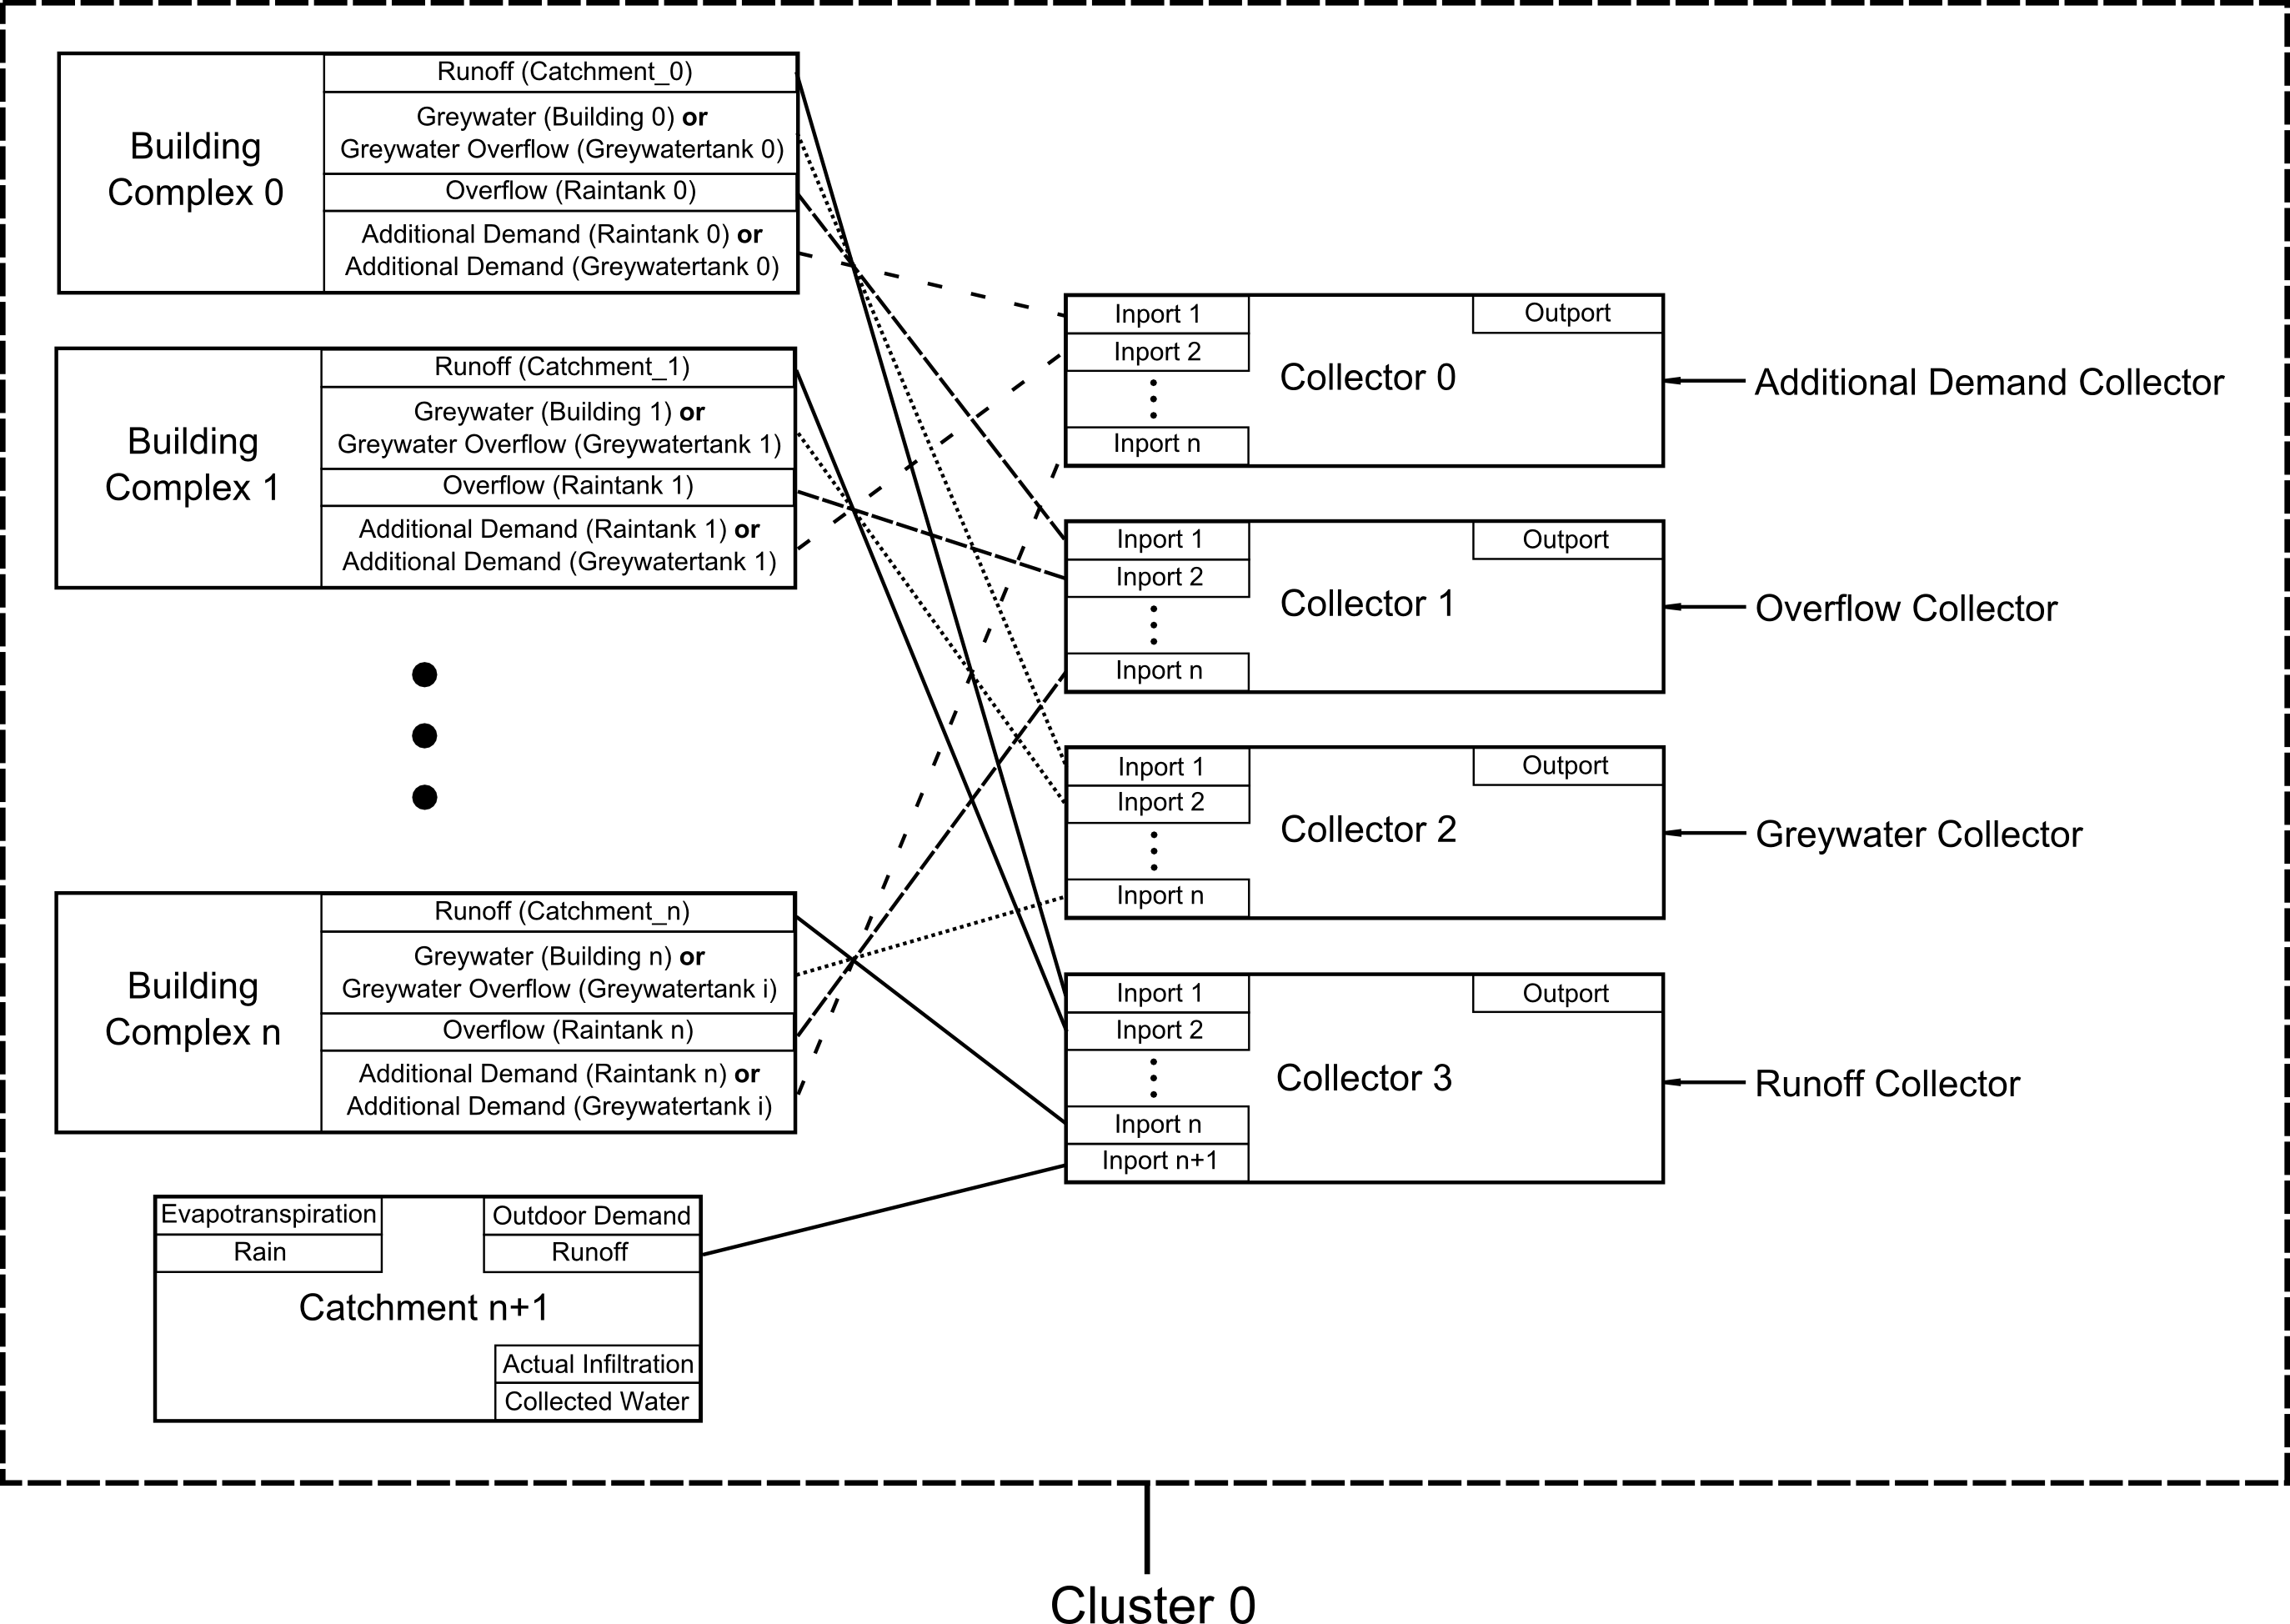 Building
Complex 0
Runoff (Catchment_0)
Greywater (Building 0) or
Greywater Overflow (Greywatertank 0)
Overflow (Raintank 0)
Additional Demand (Raintank 0) or
Additional Demand (Greywatertank 0)
Building
Complex 1
Runoff (Catchment_1)
Greywater (Building 1) or
Greywater Overflow (Greywatertank 1)
Overflow (Raintank 1)
Additional Demand (Raintank 1) or
Additional Demand (Greywatertank 1)
Building
Complex n
Runoff (Catchment_n)
Greywater (Building n) or
Greywater Overflow (Greywatertank i)
Overflow (Raintank n)
Additional Demand (Raintank n) or
Additional Demand (Greywatertank i)
Evapotranspiration
Rain
Outdoor Demand
Runoff
Catchment n+1
Actual Infiltration
Collected Water
Inport 1
Inport 2
Inport n
Collector 0
Outport
Additional Demand Collector
Inport 1
Inport 2
Inport n
Collector 1
Outport
Overflow Collector
Inport 1
Inport 2
Inport n
Collector 2
Outport
Greywater Collector
Inport 1
Inport 2
Inport n
Inport n+1
Collector 3
Outport
Runoff Collector
Cluster 0